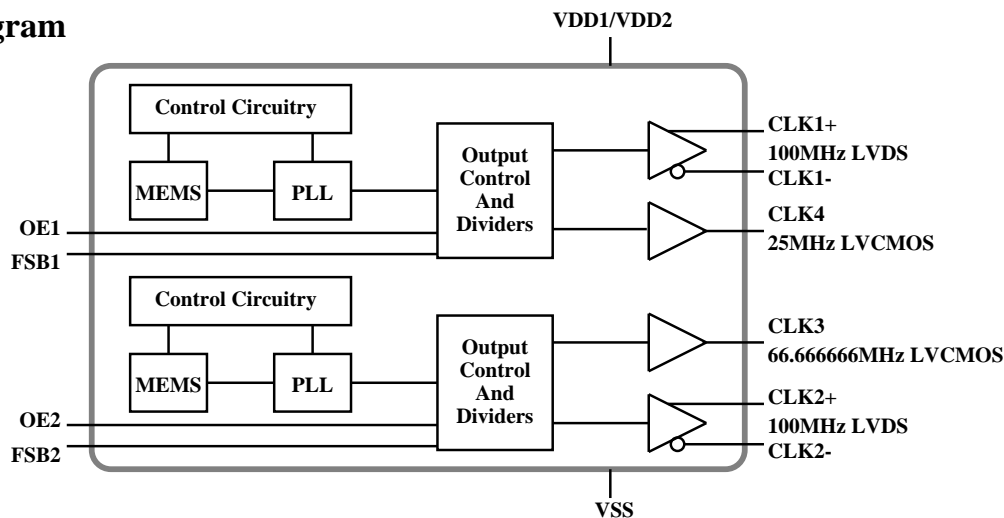 gram
VDD1/VDD2
Control Circuitry
MEMS
PLL
Output
Control
And
Dividers
CLK1+
100MHz LVDS
CLK1-
CLK4
25MHz LVCMOS
OE1
FSB1
Control Circuitry
MEMS
PLL
Output
Control
And
Dividers
CLK3
66.666666MHz LVCMOS
CLK2+
100MHz LVDS
CLK2-
OE2
FSB2
VSS